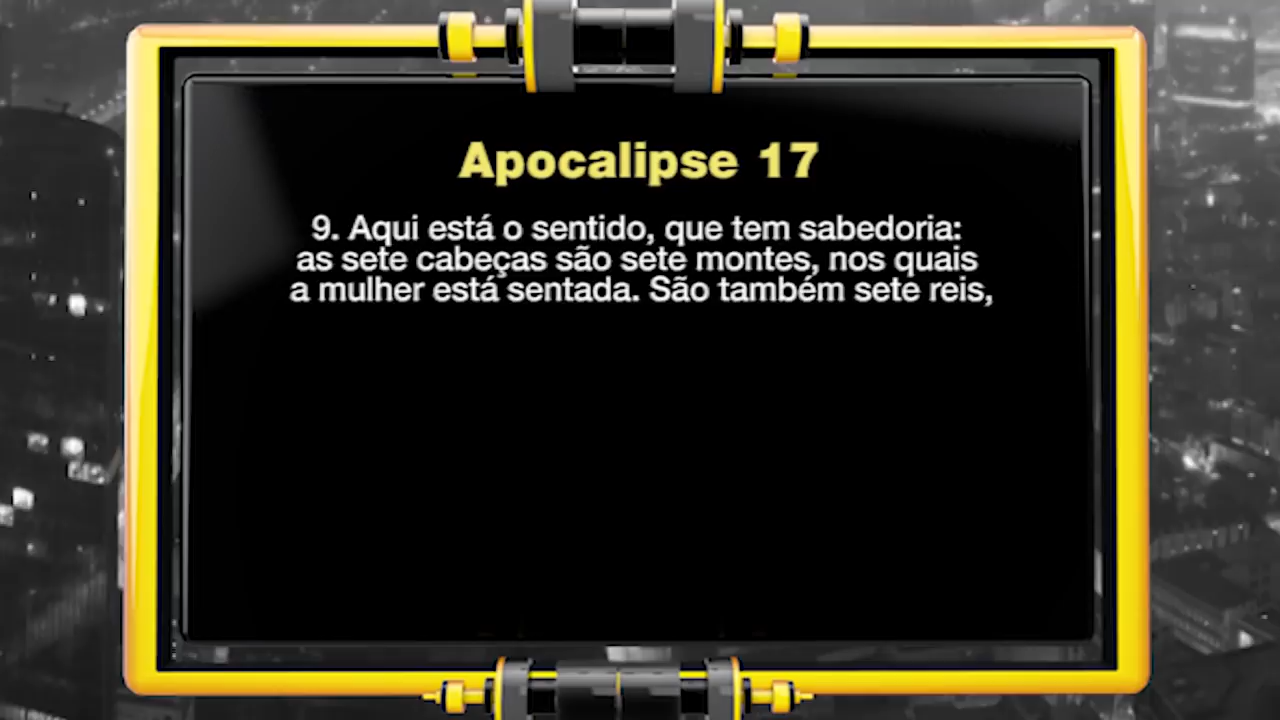 Apocalipse 17
9. Aqui está o sentido, que tem sabedoria:
as sete cabeças são sete montes, nos quais
a mulher está sentada. São também sete reis,